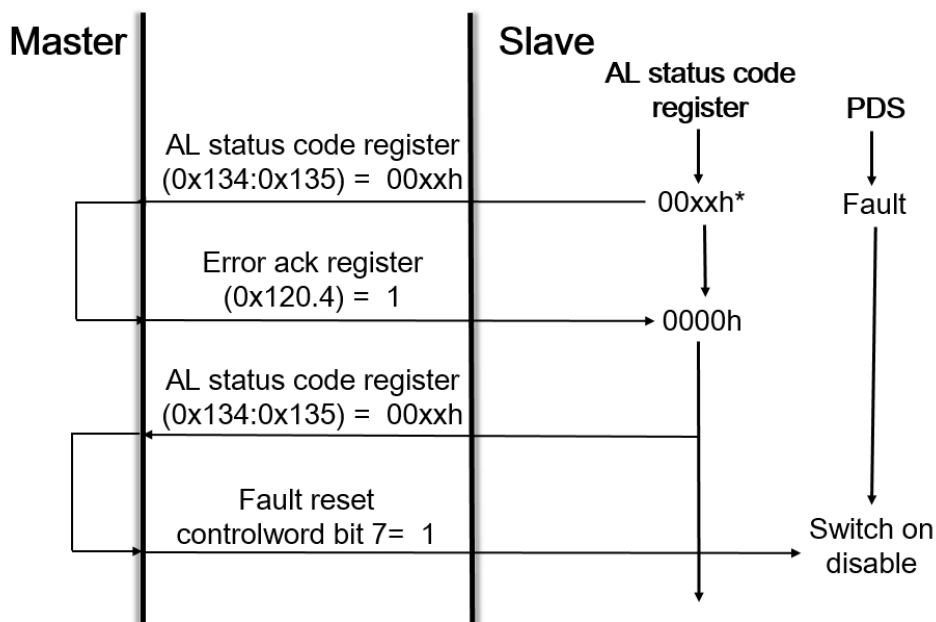 Master
Slave
AL status code
register
PDS
AL status code register
(0x134:0x135) = 00xxh
00xxh*
Fault
Error ack register
(0x120.4) = 1
0000h
AL status code register
(0x134:0x135) = 00xxh
Fault reset
controlword bit 7= 1
Switch on
disable